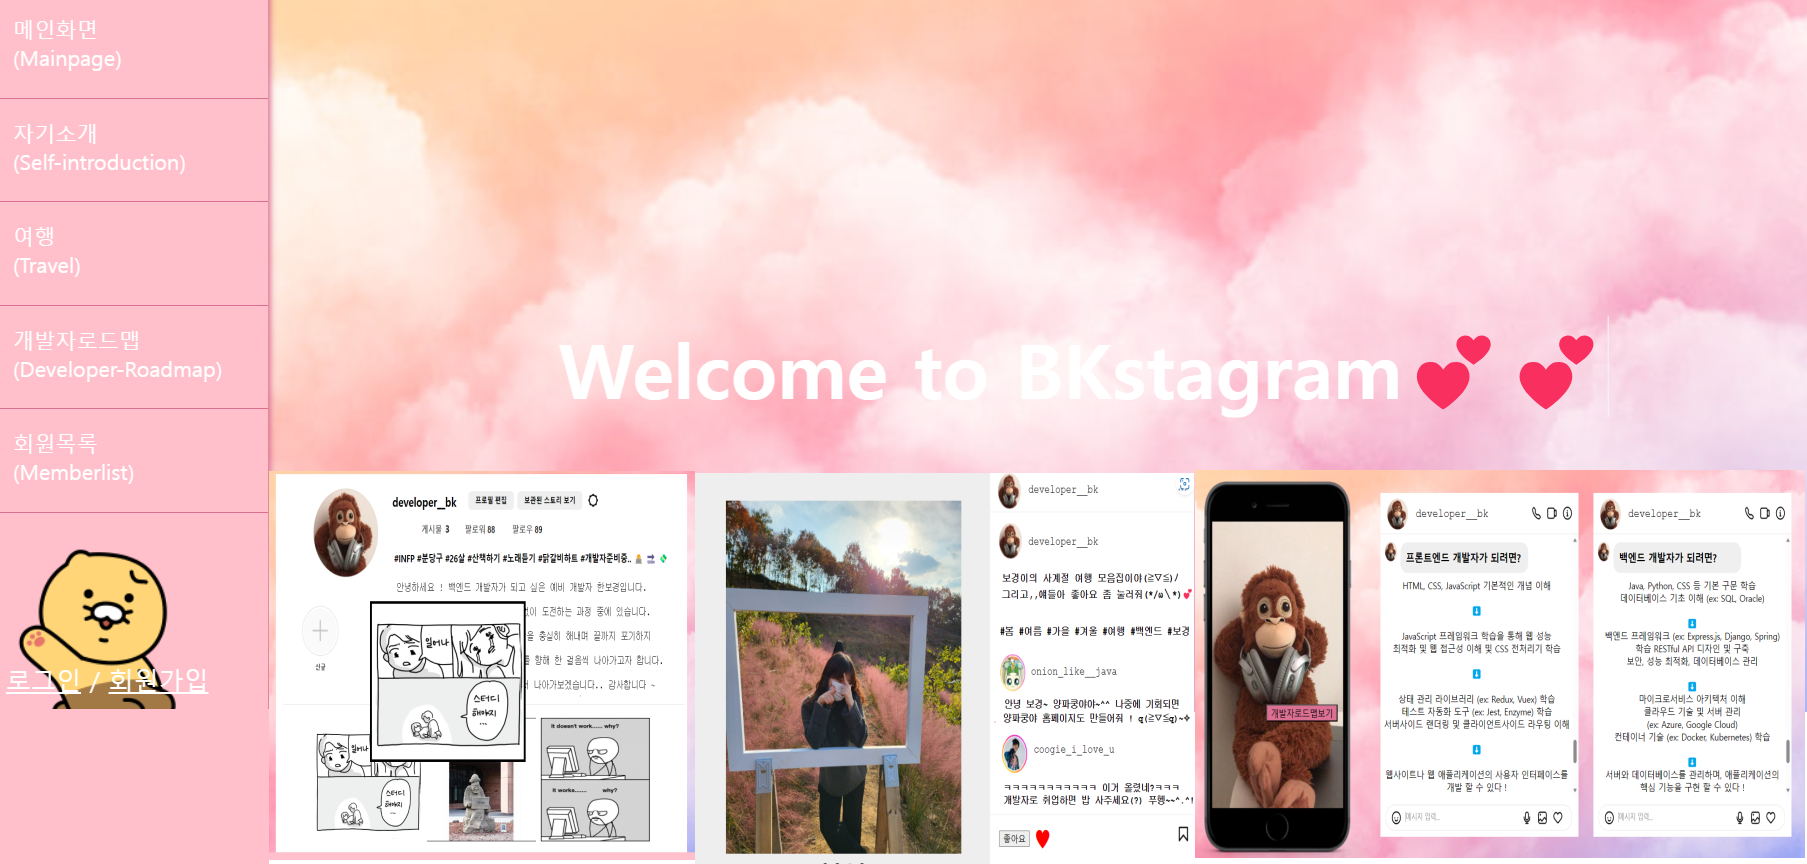 메인화면
(Mainpage)
자기소개
(Self-introduction)
여행
(Travel)
개발자로드맵
(Developer-Roadmap)
회원목록
(Memberlist)
로그인 / 회원가입
Welcome to BKstagram💕 💕
developer__bk 프로필 편집 보관된 스토리 보기
게시물 3 팔로워 88 팔로우 89
#INFP #분당구 #26살 #산책하기 #노래듣기 #닭갈비하트 #개발자준비중..
안녕하세요 ! 백엔드 개발자가 되고 싶은 예비 개발자 한보경입니다.
없이 도전하는 과정 중에 있습니다.
을 충실히 해내며 끝까지 포기하지
를 향해 한 걸음씩 나아가고자 합니다.
나아가보겠습니다.. 감사합니다 ~
신규
일어나
스터디
해야지
...
일어나
스터디
해야지
...
It doesn't work..... why?
It works....... why?
developer__bk
developer__bk
보경이의 사계절 여행 모음집이야(≧∇≦)ﾉ
그리고,,얘들아 좋아요 좀 눌러줘(*/ω＼*)💕
#봄 #여름 #가을 #겨울 #여행 #백엔드 #보경
onion_like__java
안녕 보경~ 양파쿵야야~^^ 나중에 기회되면
양파쿵야 홈페이지도 만들어줘 ! q(≧∇≦q)~✧
coogie_i_love_u
ㅋㅋㅋㅋㅋㅋㅋㅋㅋㅋㅋ 이거 올렸네?ㅋㅋㅋ
개발자로 취업하면 밥 사주세요(?) 푸헹~~^.^!
좋아요
개발자로드맵보기
developer__bk
프론트엔드 개발자가 되려면?
HTML, CSS, JavaScript 기본적인 개념 이해
⬇
JavaScript 프레임워크 학습을 통해 웹 성능
최적화 및 웹 접근성 이해 및 CSS 전처리기 학습
⬇
상태 관리 라이브러리 (ex: Redux, Vuex) 학습
테스트 자동화 도구 (ex: Jest, Enzyme) 학습
서버사이드 렌더링 및 클라이언트사이드 라우팅 이해
⬇
웹사이트나 웹 애플리케이션의 사용자 인터페이스를
개발 할 수 있다 !
메시지 입력...
developer__bk
백엔드 개발자가 되려면?
Java, Python, CSS 등 기본 구문 학습
데이터베이스 기초 이해 (ex: SQL, Oracle)
⬇
백엔드 프레임워크 (ex: Express.js, Django, Spring)
학습 RESTful API 디자인 및 구축
보안, 성능 최적화, 데이터베이스 관리
⬇
마이크로서비스 아키텍처 이해
클라우드 기술 및 서버 관리
(ex: Azure, Google Cloud)
컨테이너 기술 (ex: Docker, Kubernetes) 학습
⬇
서버와 데이터베이스를 관리하며, 애플리케이션의
핵심 기능을 구현 할 수 있다 !
메시지 입력...